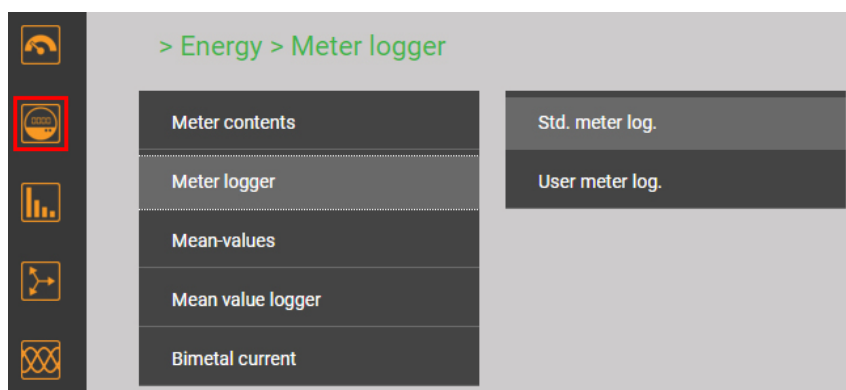 > Energy > Meter logger
Meter contents
Meter logger
Mean-values
Mean value logger
Bimetal current
Std. meter log.
User meter log.